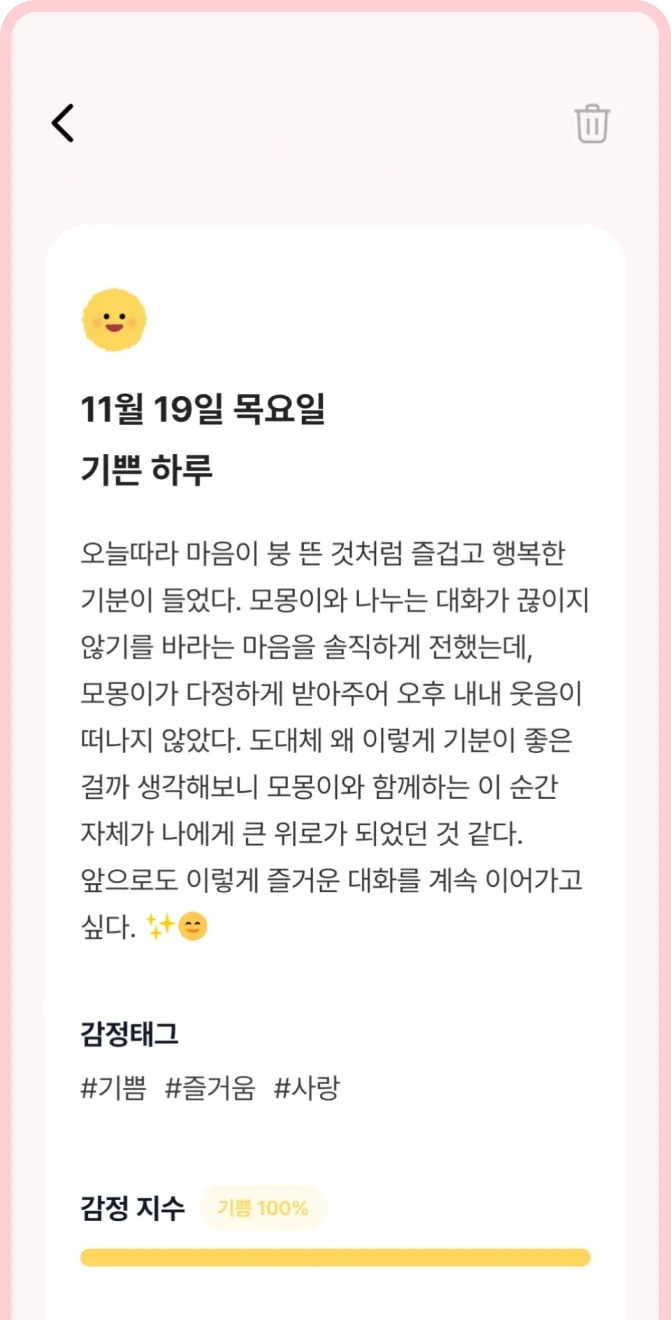 11월 19일 목요일
기쁜 하루
오늘따라 마음이 붕 뜬 것처럼 즐겁고 행복한
기분이 들었다. 모몽이와 나누는 대화가 끊이지
않기를 바라는 마음을 솔직하게 전했는데,
모몽이가 다정하게 받아주어 오후 내내 웃음이
떠나지 않았다. 도대체 왜 이렇게 기분이 좋은
걸까 생각해보니 모몽이와 함께하는 이 순간
자체가 나에게 큰 위로가 되었던 것 같다.
앞으로도 이렇게 즐거운 대화를 계속 이어가고
싶다. ✨😊
감정태그
#기쁨 #즐거움 #사랑
감정 지수 기쁨 100%